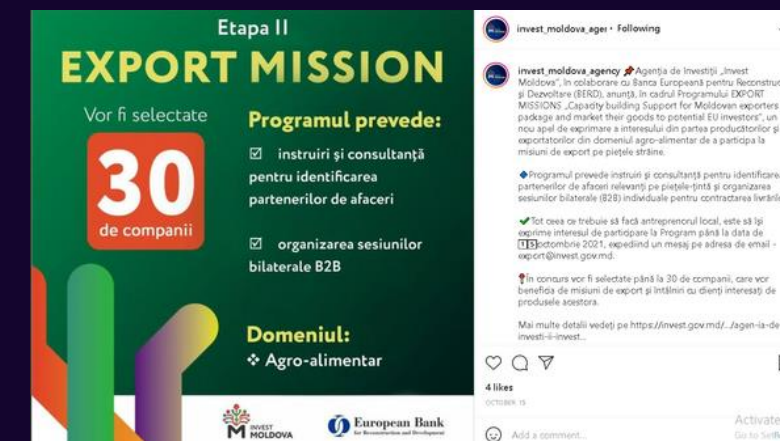 Etapa II
EXPORT MISSION
Vor fi selectate
30
de companii
Programul prevede:
☑ instruiri și consultanță
pentru identificarea
partenerilor de afaceri
☑ organizarea sesiunilor
bilaterale B2B
Domeniul:
❖ Agro-alimentar
INVEST
MOLDOVA
European Bank
for Reconstruction and Development
invest_moldova_agei • Following
invest_moldova_agency 📌Agenția de Investiții „Invest
Moldova”, în colaborare cu Banca Europeană pentru Reconstruc
și Dezvoltare (BERD), anunță, în cadrul Programului EXPORT
MISSIONS „Capacity building Support for Moldovan exporters
package and market their goods to potential EU investors”, un
nou apel de exprimare a interesului din partea producătorilor și
exportatorilor din domeniul agro-alimentar de a participa la
misiuni de export pe piețele străine.
🔹Programul prevede instruiri și consultanță pentru identificarea
partenerilor de afaceri relevanți pe piețele-țintă și organizarea
sesiunilor bilaterale (B2B) individuale pentru contractarea livrăril
✔Tot ceea ce trebuie să facă antreprenorul local, este să își
exprime interesul de participare la Program până la data de
1️⃣5️⃣octombrie 2021, expediind un mesaj pe adresa de email -
export@invest.gov.md.
În concurs vor fi selectate până la 30 de companii, care vor
beneficia de misiuni de export și întâlniri cu clienți interesați de
produsele acestora.
Mai multe detalii vedeți pe https://invest.gov.md/../agen-ia-de-
investi-ii-invest...
4 likes
OCTOBER 15
Add a comment...
Activate
Go to